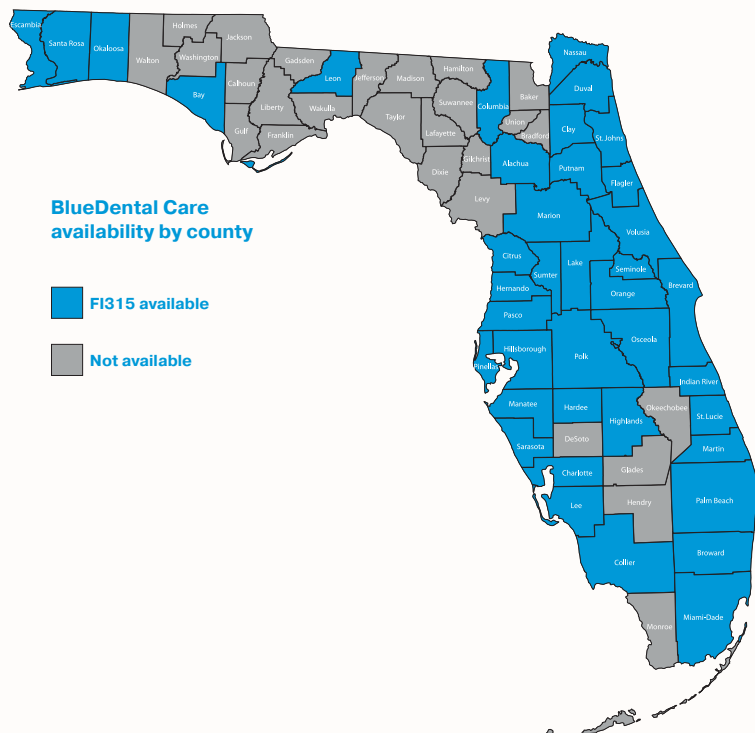 Escambia
Santa Rosa
Okaloosa
Walton
Holmes
Washington
Jackson
Bay
Calhoun
Gulf
Liberty
Gadsden
Franklin
Leon
Wakulla
Jefferson
Madison
Taylor
Hamilton
Suwannee
Lafayette
Dixie
Columbia
Gilchrist
Levy
Baker
Union
Bradford
Alachua
Nassau
Duval
Clay
St. Johns
Putnam
Flagler
Marion
Volusia
BlueDental Care
availability by county
FI315 available
Not available
Citrus
Sumter
Lake
Seminole
Hernando
Orange
Brevard
Pasco
Osceola
Hillsborough
Pinellas
Polk
Indian River
Manatee
Hardee
Highlands
Okeechobee
St. Lucie
Sarasota
DeSoto
Martin
Charlotte
Glades
Lee
Hendry
Palm Beach
Collier
Broward
Monroe
Miami-Dade